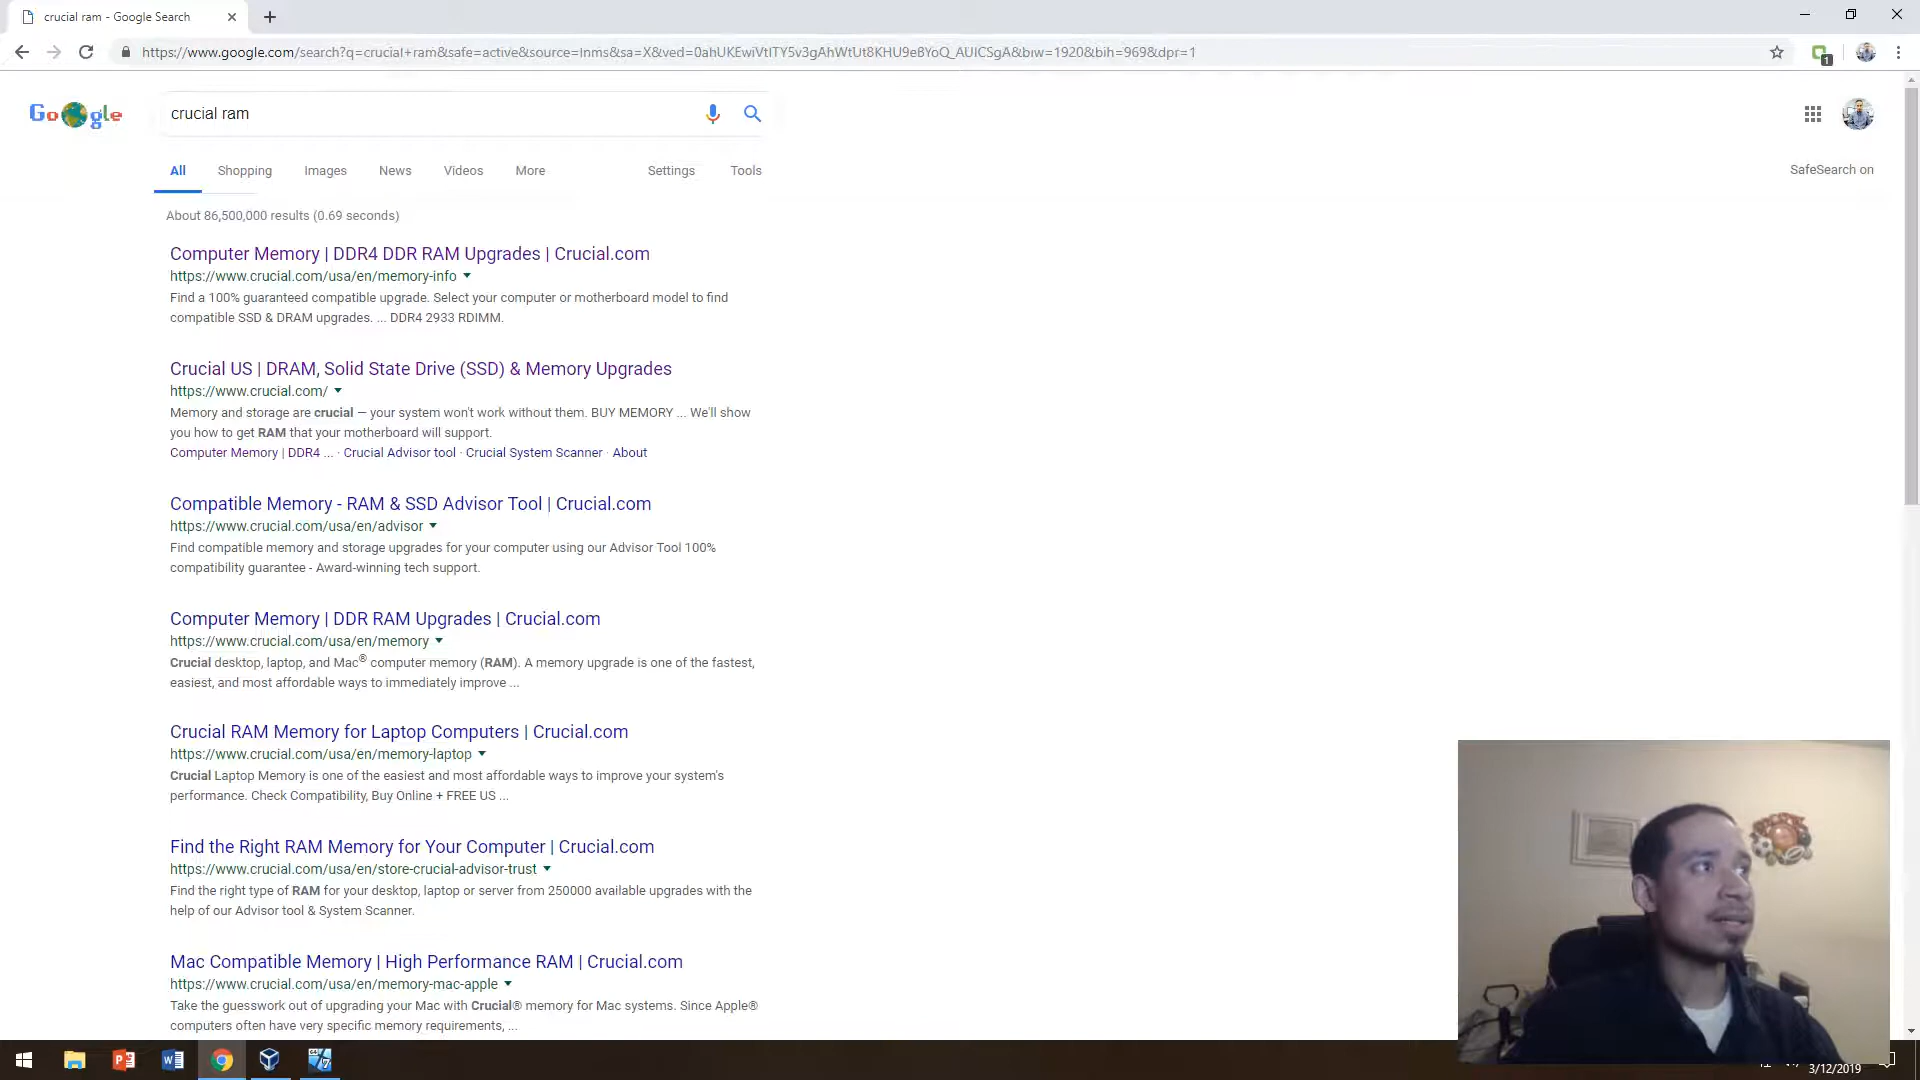 crucial ram - Google Search
https://www.google.com/search?q=crucial+ram&safe=active&source=lnms&sa=X&ved=0ahUKEwiVtITY5v3gAhWtUt8KHU9eBYoQ_AUICSgA&biw=1920&bih=969&dpr=1
1
Google
crucial ram
All Shopping Images News Videos More Settings Tools
SafeSearch on
About 86,500,000 results (0.69 seconds)
Computer Memory | DDR4 DDR RAM Upgrades | Crucial.com
https://www.crucial.com/usa/en/memory-info
Find a 100% guaranteed compatible upgrade. Select your computer or motherboard model to find
compatible SSD & DRAM upgrades. ... DDR4 2933 RDIMM.
Crucial US | DRAM, Solid State Drive (SSD) & Memory Upgrades
https://www.crucial.com/
Memory and storage are crucial — your system won't work without them. BUY MEMORY ... We'll show
you how to get RAM that your motherboard will support.
Computer Memory | DDR4 ... · Crucial Advisor tool · Crucial System Scanner · About
Compatible Memory - RAM & SSD Advisor Tool | Crucial.com
https://www.crucial.com/usa/en/advisor
Find compatible memory and storage upgrades for your computer using our Advisor Tool 100%
compatibility guarantee - Award-winning tech support.
Computer Memory | DDR RAM Upgrades | Crucial.com
https://www.crucial.com/usa/en/memory
Crucial desktop, laptop, and Mac® computer memory (RAM). A memory upgrade is one of the fastest,
easiest, and most affordable ways to immediately improve ...
Crucial RAM Memory for Laptop Computers | Crucial.com
https://www.crucial.com/usa/en/memory-laptop
Crucial Laptop Memory is one of the easiest and most affordable ways to improve your system's
performance. Check Compatibility, Buy Online + FREE US ...
Find the Right RAM Memory for Your Computer | Crucial.com
https://www.crucial.com/usa/en/store-crucial-advisor-trust
Find the right type of RAM for your desktop, laptop or server from 250000 available upgrades with the
help of our Advisor tool & System Scanner.
Mac Compatible Memory | High Performance RAM | Crucial.com
https://www.crucial.com/usa/en/memory-mac-apple
Take the guesswork out of upgrading your Mac with Crucial® memory for Mac systems. Since Apple®
computers often have very specific memory requirements, ...
3/12/2019